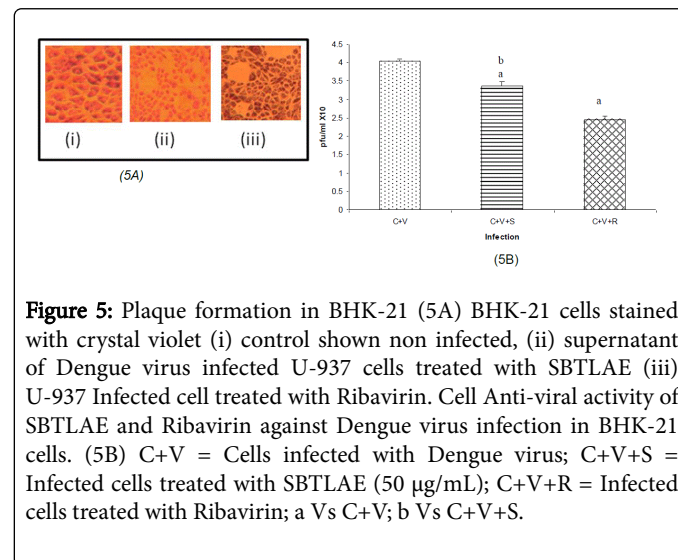 (i) (ii) (iii)
(5A)
pfu/ml X10
4.5
4
3.5
3
2.5
2
1.5
1
0.5
0
b
a
a
C+V C+V+S C+V+R
Infection
(5B)
Figure 5: Plaque formation in BHK-21 (5A) BHK-21 cells stained
with crystal violet (i) control shown non infected, (ii) supernatant
of Dengue virus infected U-937 cells treated with SBTLAE (iii)
U-937 Infected cell treated with Ribavirin. Cell Anti-viral activity of
SBTLAE and Ribavirin against Dengue virus infection in BHK-21
cells. (5B) C+V = Cells infected with Dengue virus; C+V+S =
Infected cells treated with SBTLAE (50 μg/mL); C+V+R = Infected
cells treated with Ribavirin; a Vs C+V; b Vs C+V+S.